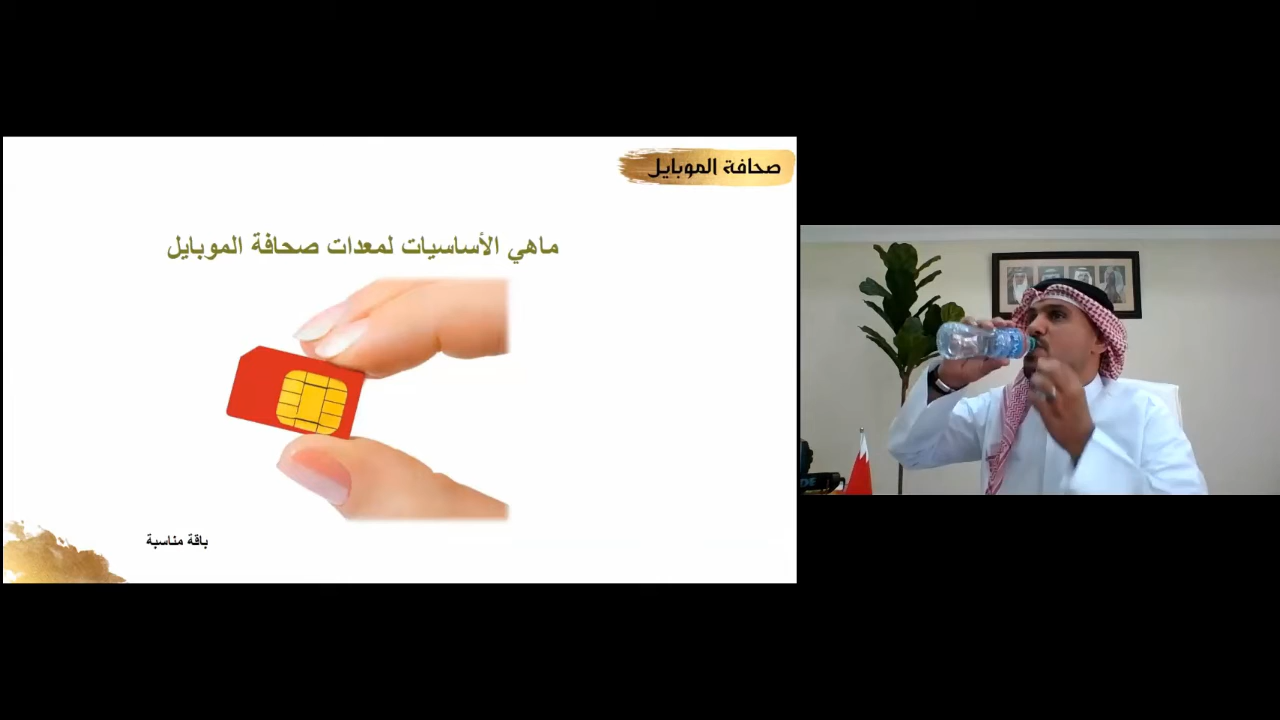 صحافة الموبايل
ماهي الأساسيات لمعدات صحافة الموبايل
باقة مناسبة